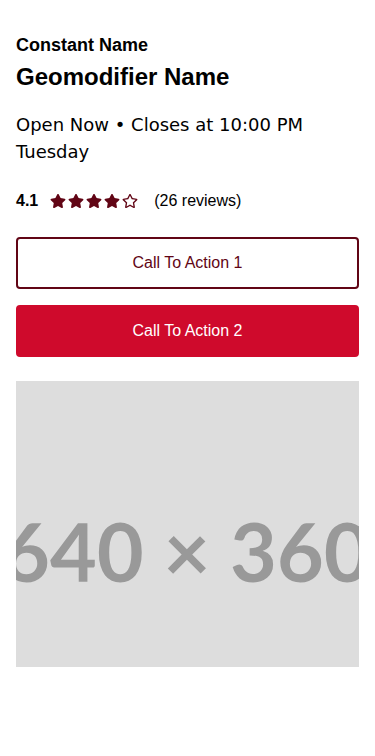 Constant Name
Geomodifier Name
Open Now • Closes at 10:00 PM
Tuesday
4.1 (26 reviews)
Call To Action 1
Call To Action 2
640 × 360